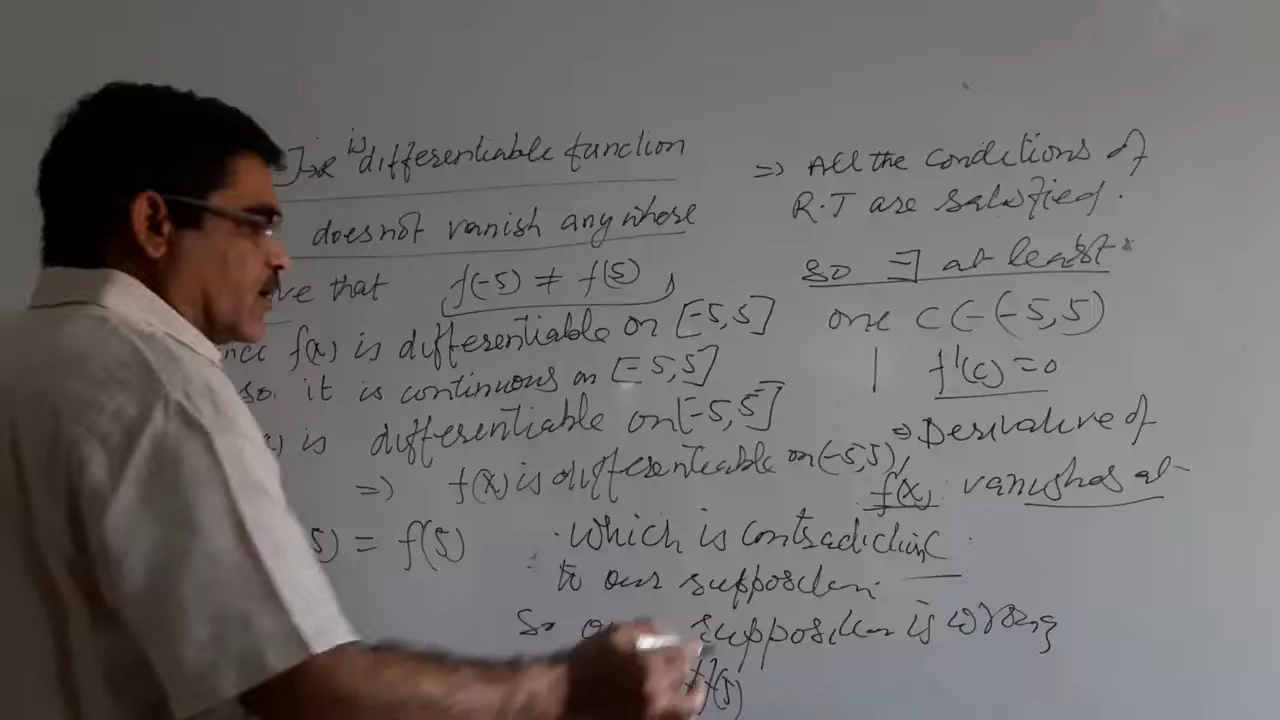 ]→R is differentiable function
does not vanish anywhere
ve that f(-5) ≠ f(5)
nce f(x) is differentiable on [-5,5]
so it is continuous on [-5,5]
) is differentiable on [-5,5]
=) f(x) is differentiable on (-5,5)
5) = f(5)
=> All the conditions of
R.T are satisfied.
so ∃ at least
one c ∈ (-5,5)
| f'(c) = 0
=> Derivative of
f(x) vanishes at
which is contradiction
to our supposition.
So supposition is wrong
≠ f(5)